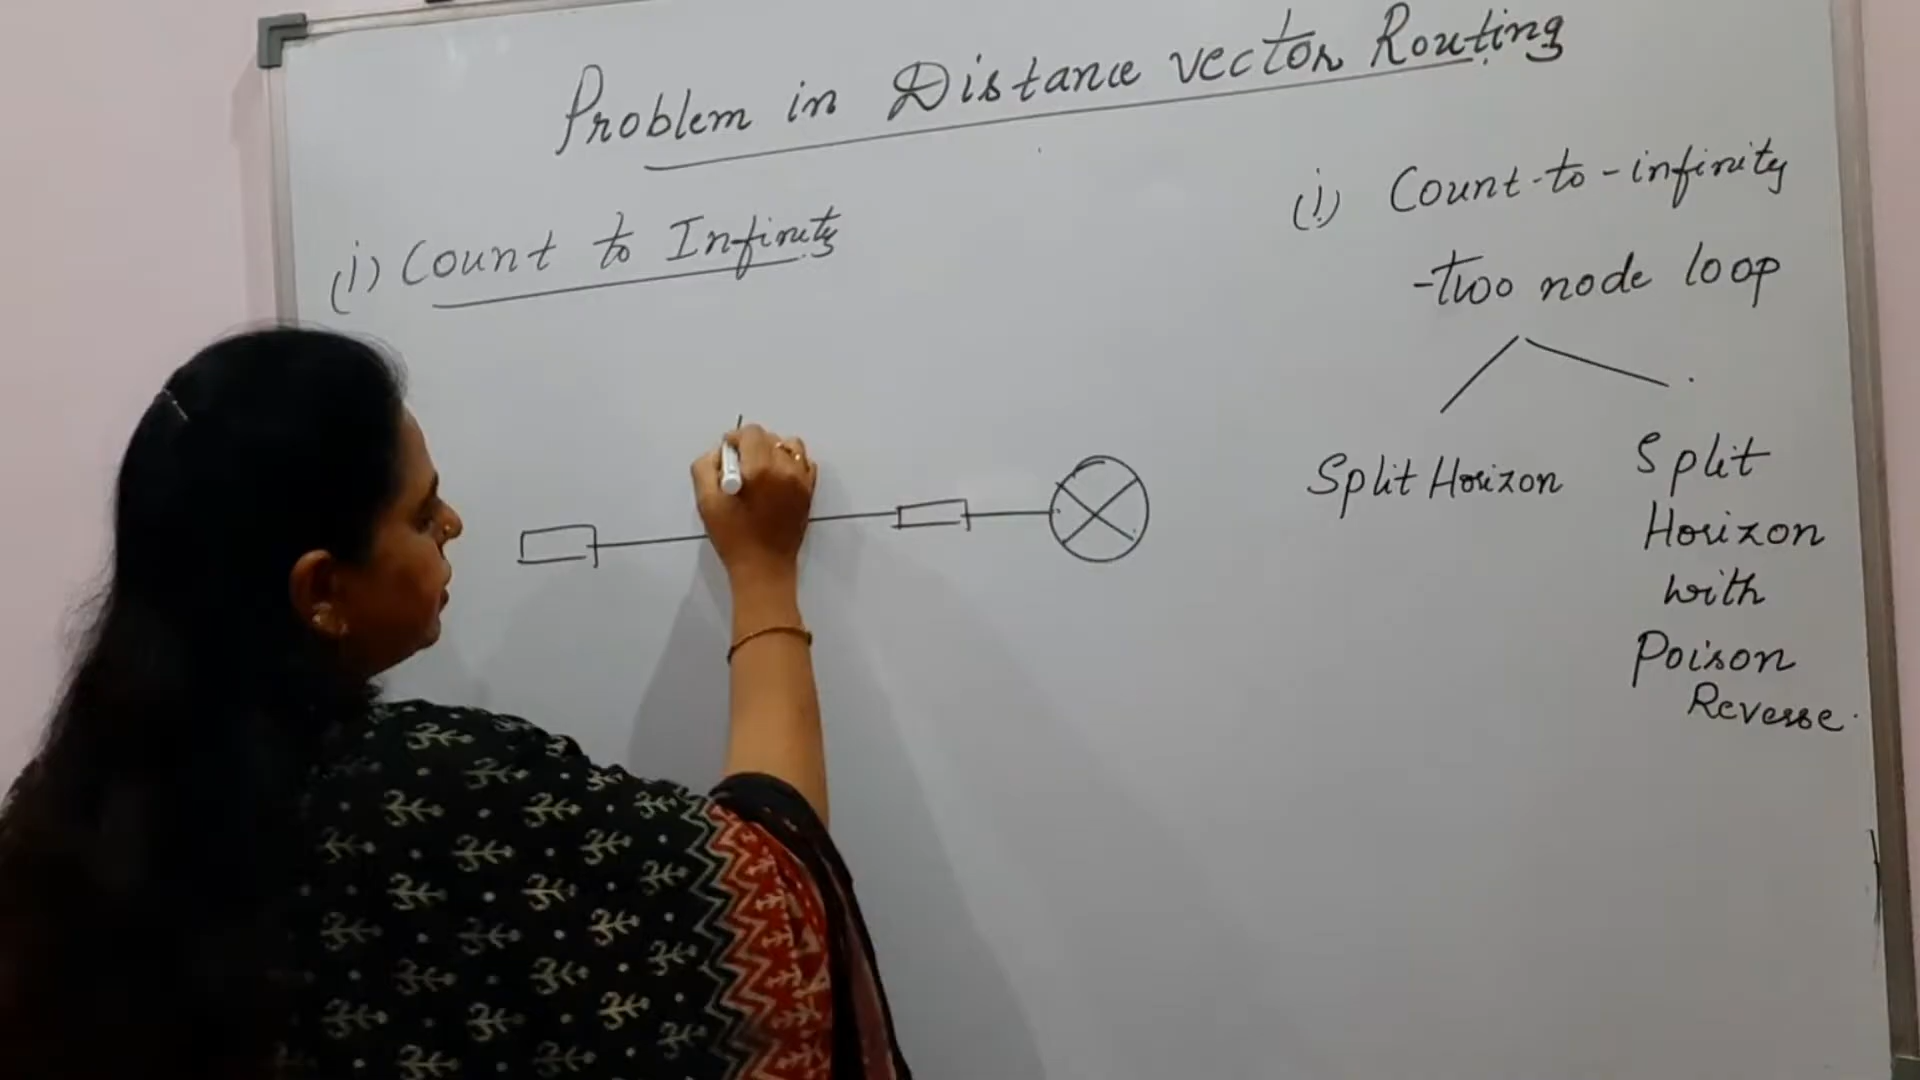 Problem in Distance vector Routing
(i) Count to Infinity
(i) Count-to-infinity
-two node loop
Split Horizon
Split
Horizon
with
Poison
Reverse